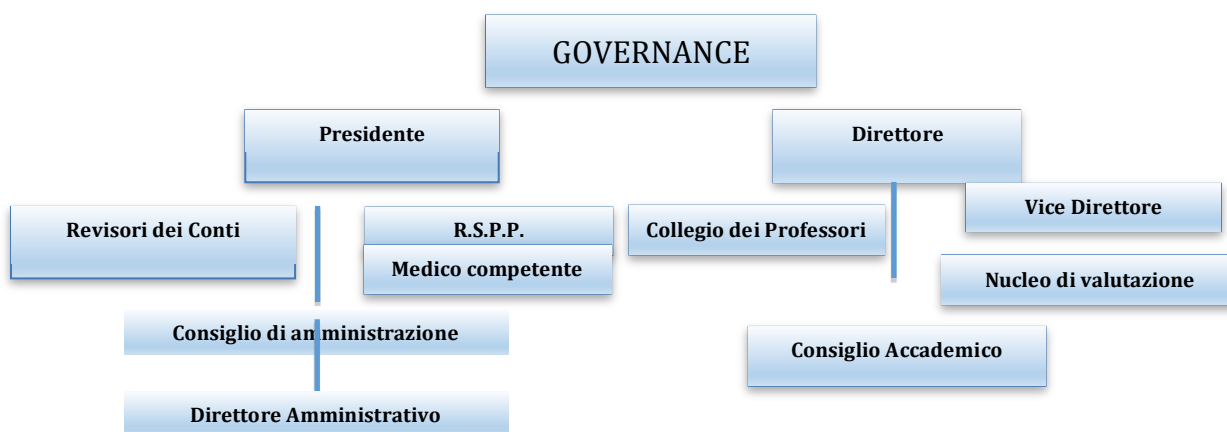 GOVERNANCE
Presidente
Direttore
Revisori dei Conti
R.S.P.P.
Medico competente
Collegio dei Professori
Vice Direttore
Nucleo di valutazione
Consiglio di amministrazione
Consiglio Accademico
Direttore Amministrativo